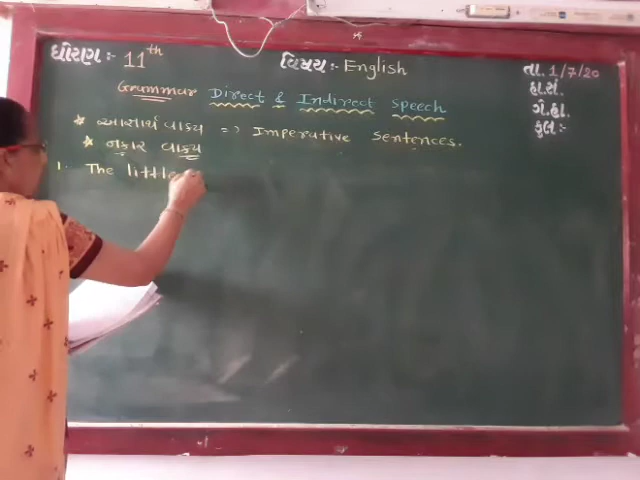 ધોરણ :- 11th
વિષય :- English
તા. 1/7/20
હા.સં.
ગે.હા.
કુલ :-
Grammar Direct & Indirect Speech
* આજ્ઞાર્થ વાક્ય => Imperative Sentences.
* નકાર વાક્ય
1. The little